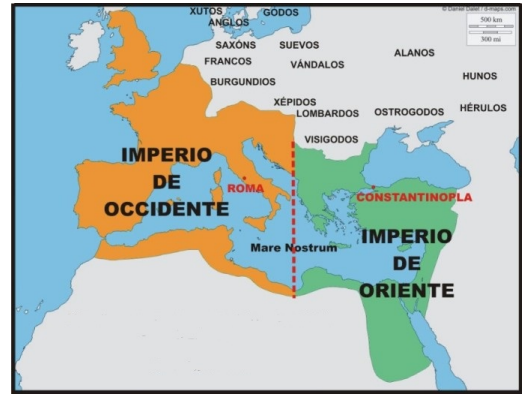 © Daniel Dalet / d-maps.com
500 km
300 mi
XUTOS
ANGLOS
GODOS
SAXÓNS
SUEVOS
FRANCOS
VÁNDALOS
ALANOS
BURGUNDIOS
HUNOS
XÉPIDOS
LOMBARDOS
OSTROGODOS
HÉRULOS
VISIGODOS
IMPERIO
DE
OCCIDENTE
ROMA
CONSTANTINOPLA
Mare Nostrum
IMPERIO
DE
ORIENTE